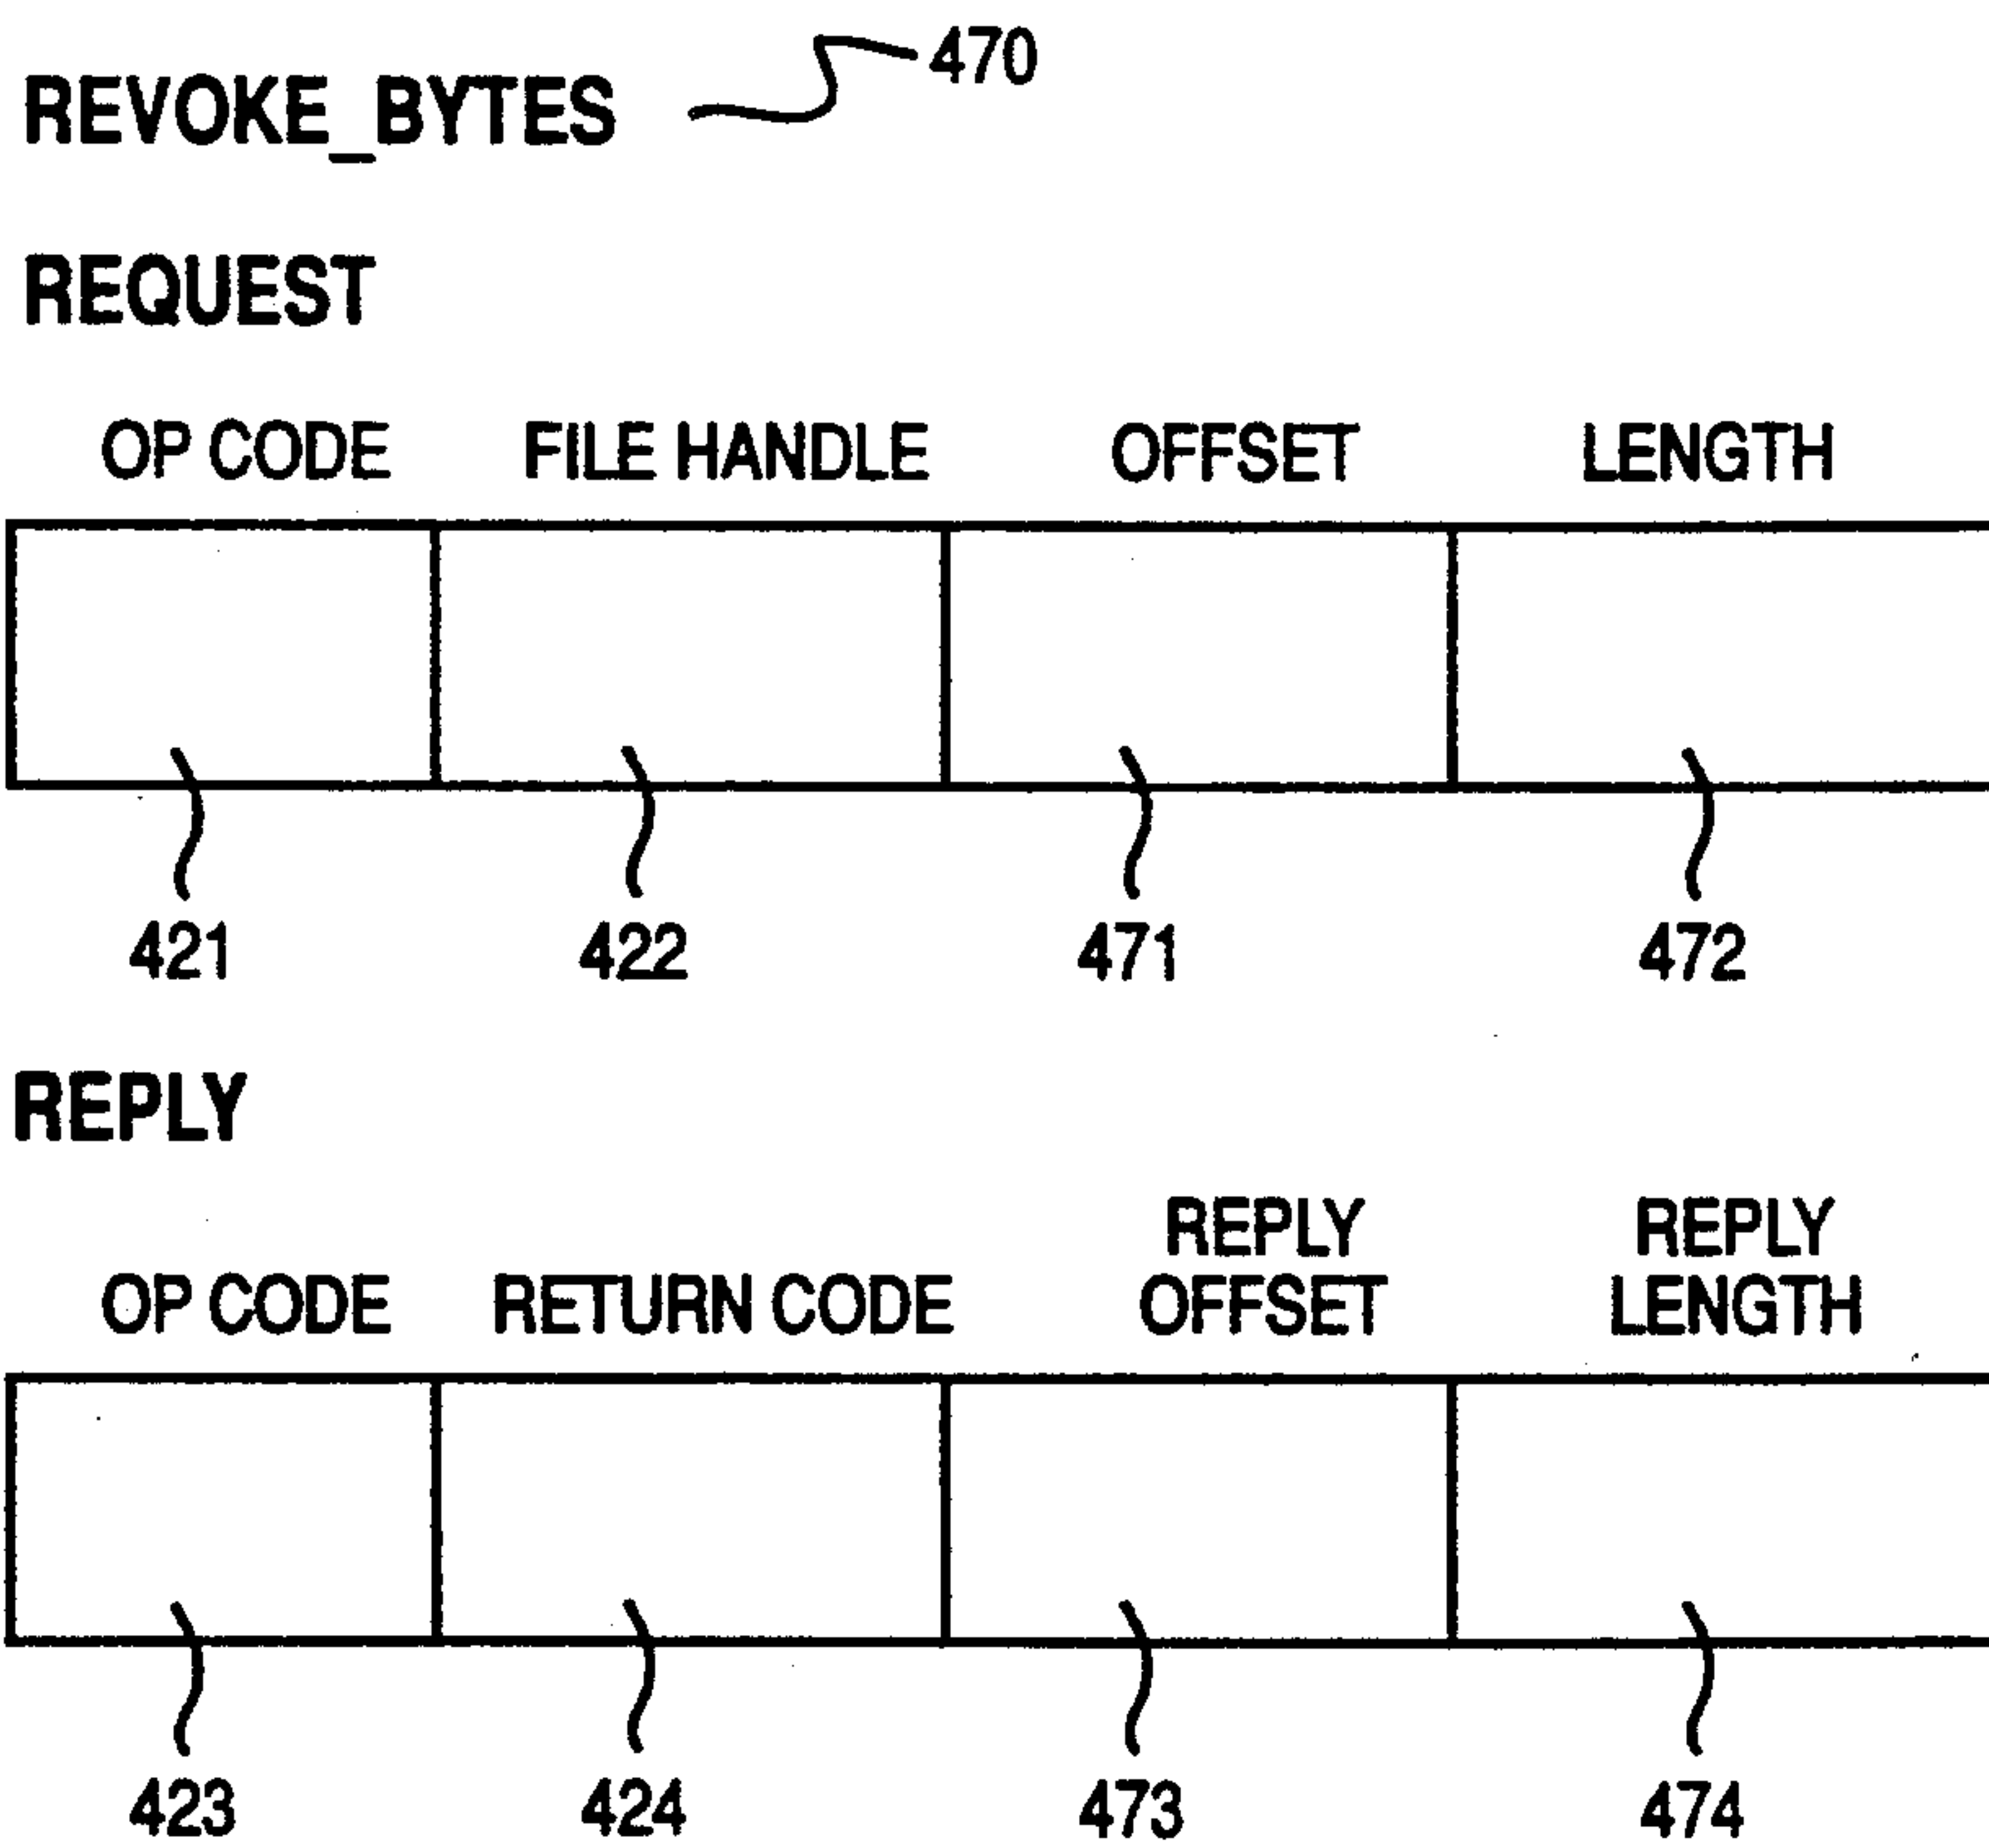 470
REVOKE_BYTES
REQUEST
OP CODE FILE HANDLE OFFSET LENGTH
421 422 471 472
REPLY
REPLY REPLY
OP CODE RETURN CODE OFFSET LENGTH
423 424 473 474